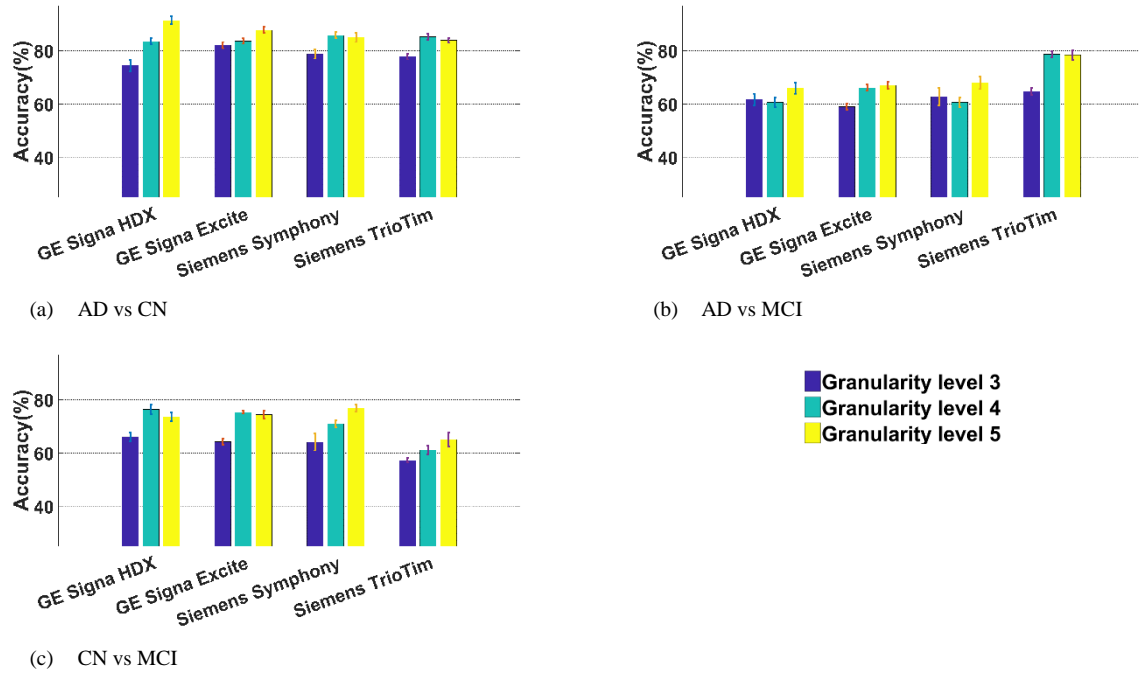 Accuracy(%)
80
60
40
GE Signa HDX
GE Signa Excite
Siemens Symphony
Siemens TrioTim
(a) AD vs CN
Accuracy(%)
80
60
40
GE Signa HDX
GE Signa Excite
Siemens Symphony
Siemens TrioTim
(b) AD vs MCI
Accuracy(%)
80
60
40
GE Signa HDX
GE Signa Excite
Siemens Symphony
Siemens TrioTim
(c) CN vs MCI
Granularity level 3
Granularity level 4
Granularity level 5